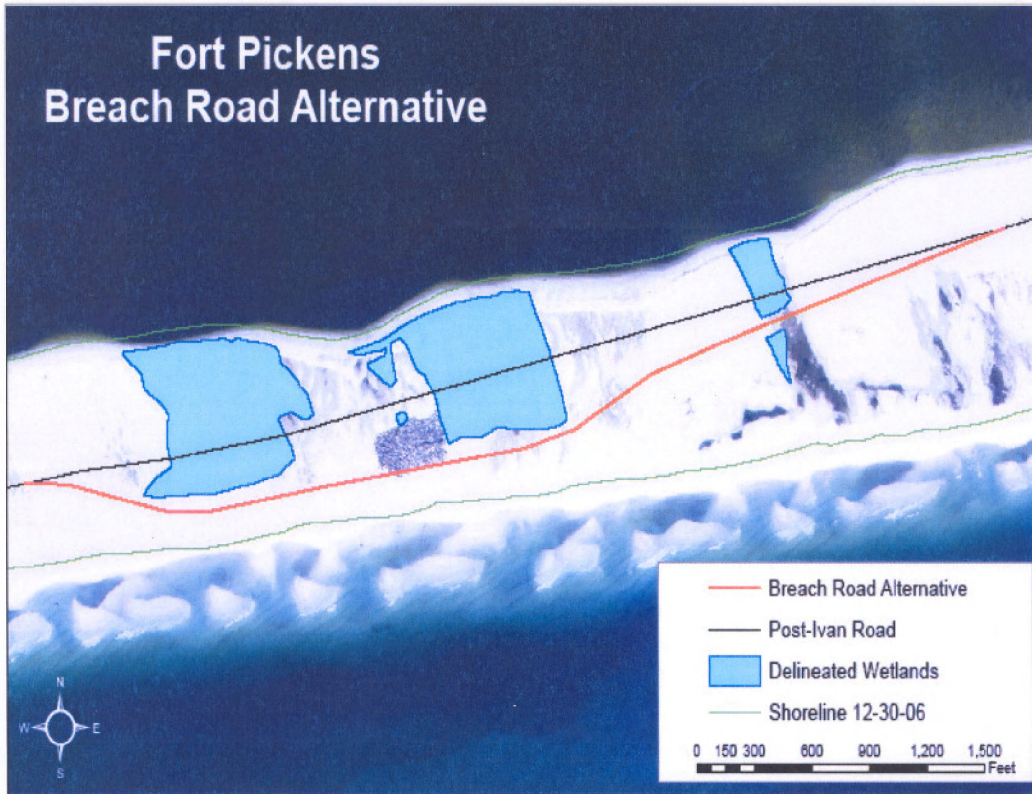 Fort Pickens
Breach Road Alternative
N
W E
S
Breach Road Alternative
Post-Ivan Road
Delineated Wetlands
Shoreline 12-30-06
0 150 300 600 900 1,200 1,500
Feet